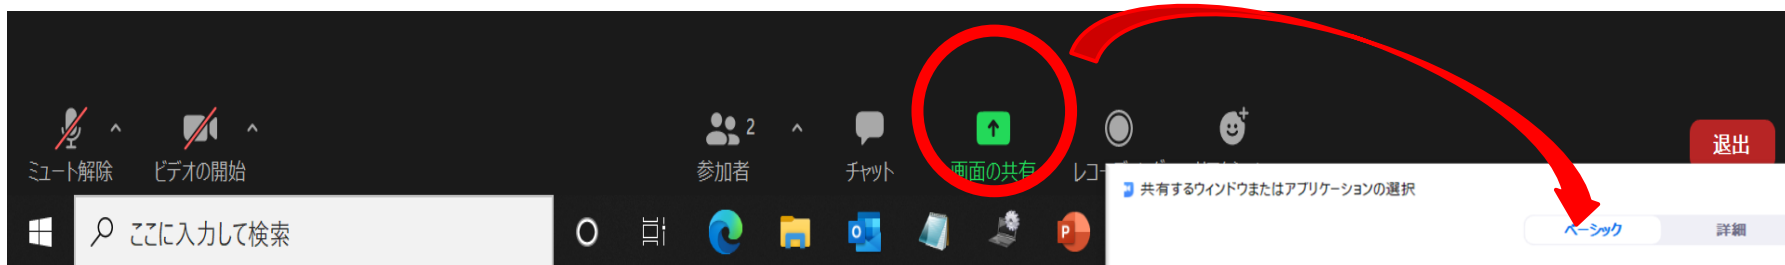 2
ミュート解除
ビデオの開始
参加者
チャット
画面の共有
退出
共有するウィンドウまたはアプリケーションの選択
ここに入力して検索
ベーシック
詳細